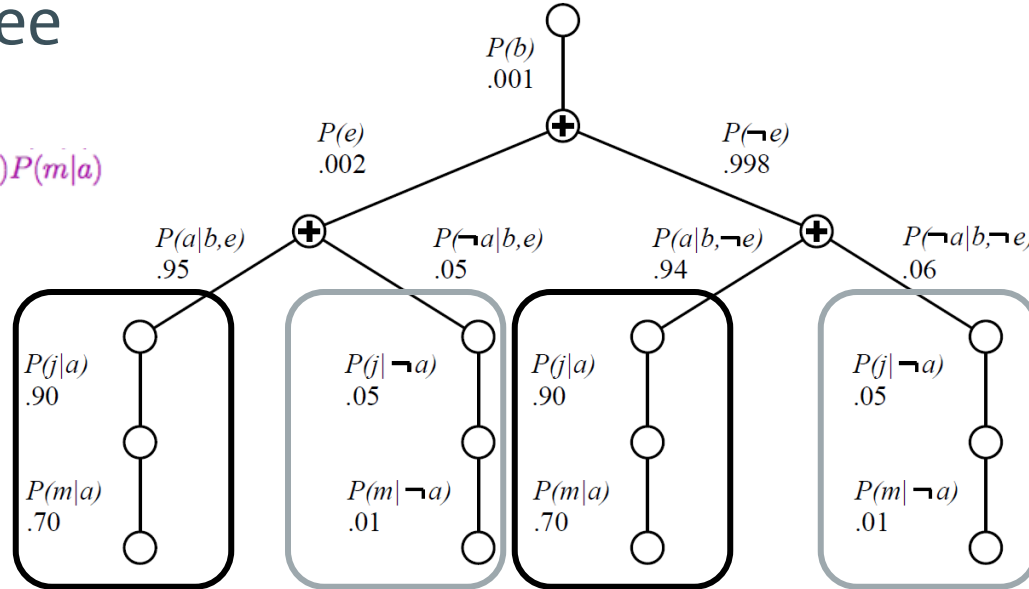 ee
)P(m|a)
P(b)
.001
P(e)
.002
P(¬e)
.998
P(a|b,e)
.95
P(¬a|b,e)
.05
P(a|b,¬e)
.94
P(¬a|b,¬e)
.06
P(j|a)
.90
P(m|a)
.70
P(j|¬a)
.05
P(m|¬a)
.01
P(j|a)
.90
P(m|a)
.70
P(j|¬a)
.05
P(m|¬a)
.01